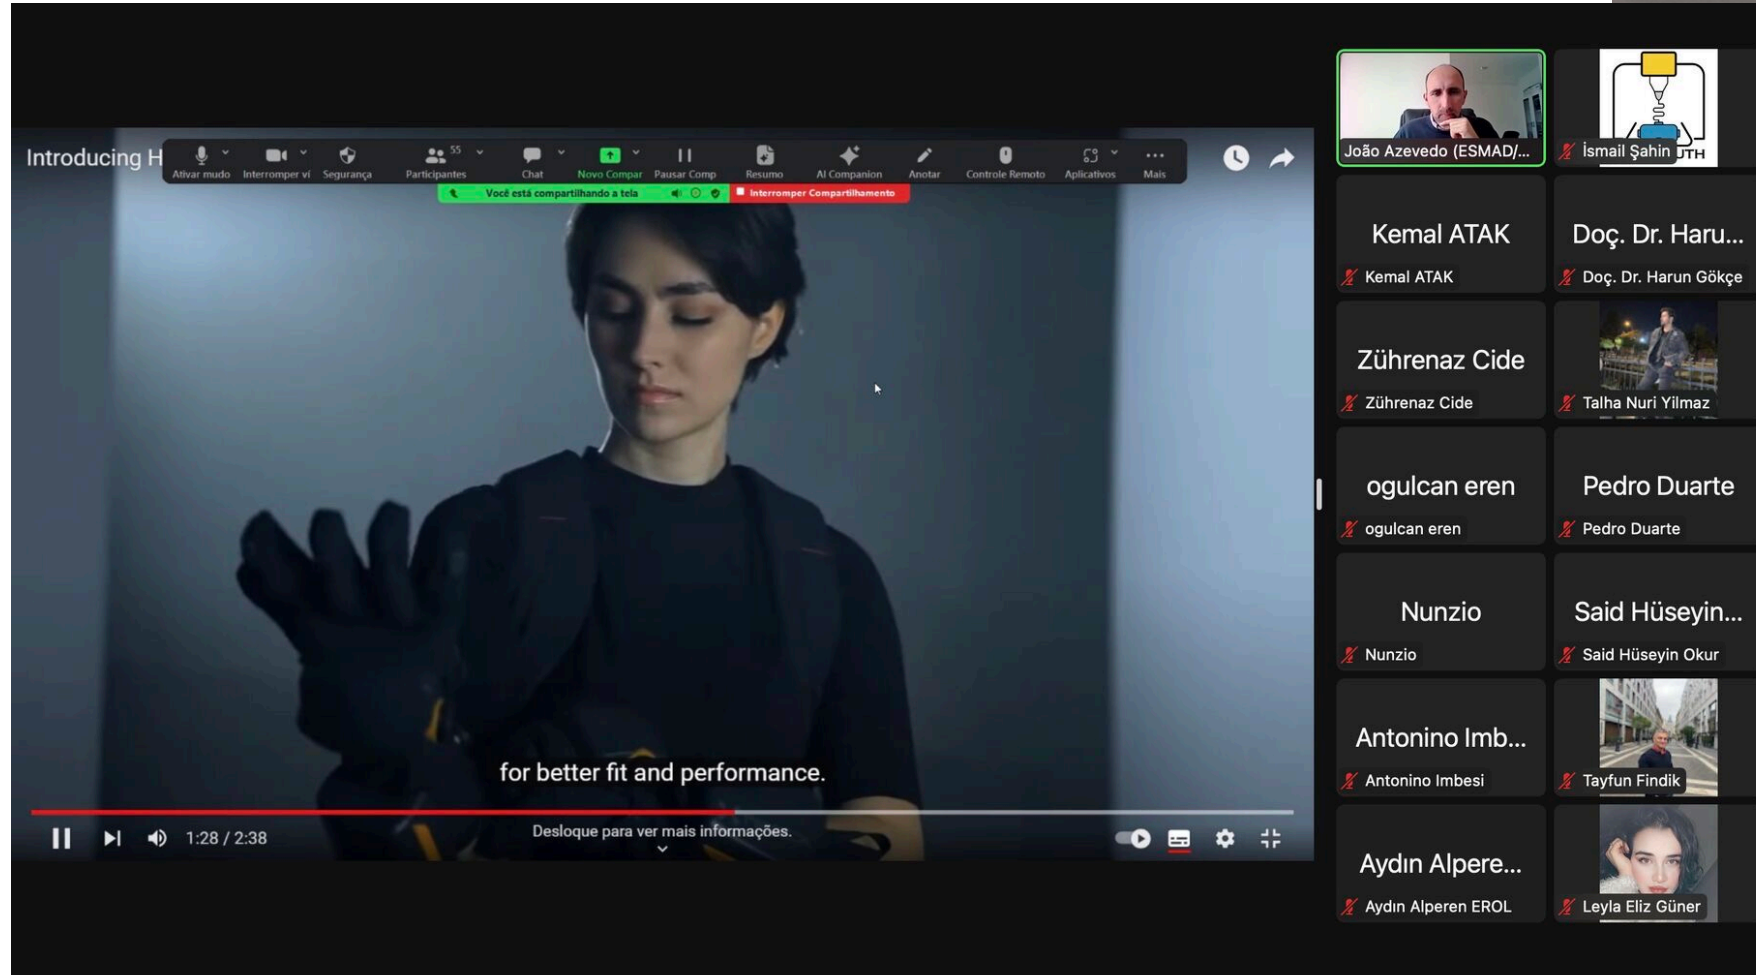 Introducing H
55
Ativar mudo
Interromper ví
Segurança
Participantes
Chat
Novo Compar
Pausar Comp
Resumo
AI Companion
Anotar
Controle Remoto
Aplicativos
Mais
Você está compartilhando a tela
Interromper Compartilhamento
for better fit and performance.
1:28 / 2:38
Desloque para ver mais informações.
João Azevedo (ESMAD/...
UTH
İsmail Şahin
Kemal ATAK
Kemal ATAK
Doç. Dr. Haru...
Doç. Dr. Harun Gökçe
Zührenaz Cide
Zührenaz Cide
Talha Nuri Yilmaz
ogulcan eren
ogulcan eren
Pedro Duarte
Pedro Duarte
Nunzio
Nunzio
Said Hüseyin...
Said Hüseyin Okur
Antonino Imb...
Antonino Imbesi
Tayfun Findik
Aydın Alpere...
Aydın Alperen EROL
Leyla Eliz Güner